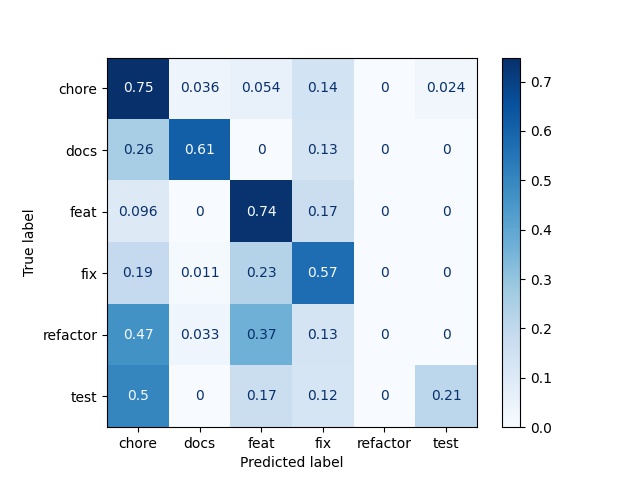 chore 0.75 0.036 0.054 0.14 0 0.024
docs 0.26 0.61 0 0.13 0 0
feat 0.096 0 0.74 0.17 0 0
fix 0.19 0.011 0.23 0.57 0 0
refactor 0.47 0.033 0.37 0.13 0 0
test 0.5 0 0.17 0.12 0 0.21
chore docs feat fix refactor test
Predicted label
True label
0.7
0.6
0.5
0.4
0.3
0.2
0.1
0.0